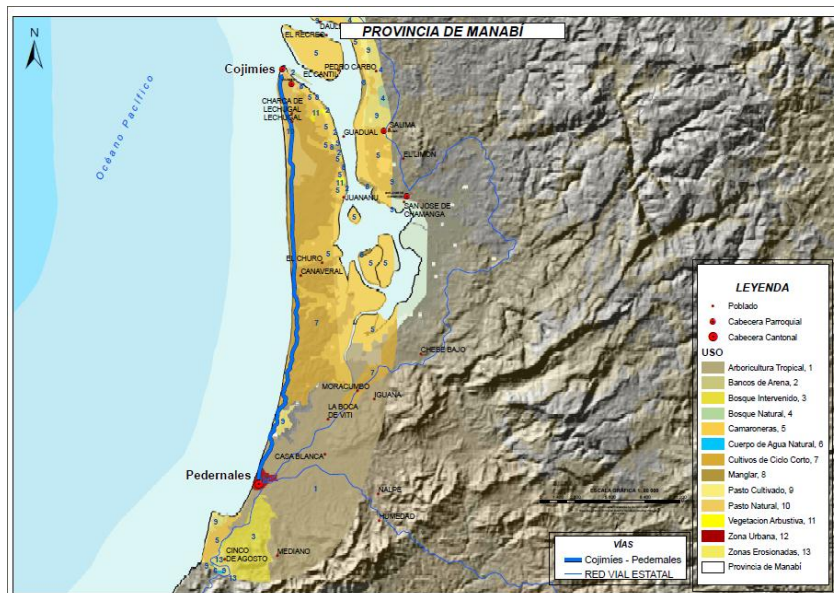 PROVINCIA DE MANABÍ
N
Océano Pacífico
EL RECREO
EL CANTIL
PEDRO CARBO
Cojimíes
CHARCA DE
LECHUGAL
LECHUGAL
GUADUAL
DAULE
EL LIMON
SAN JOSE DE
CHAMANGA
JUANANU
EL CHURO
CANAVERAL
CHEBE BAJO
MORACUMBO
IGUANA
LA BOCA
DE VITI
CASA BLANCA
Pedernales
NALPE
HUMEDAD
CINCO
DE AGOSTO
MEDIANO
LEYENDA
Poblado
Cabecera Parroquial
Cabecera Cantonal
USO
Arboricultura Tropical, 1
Bancos de Arena, 2
Bosque Intervenido, 3
Bosque Natural, 4
Camaroneras, 5
Cuerpo de Agua Natural, 6
Cultivos de Ciclo Corto, 7
Manglar, 8
Pasto Cultivado, 9
Pasto Natural, 10
Vegetacion Arbustiva, 11
Zona Urbana, 12
Zonas Erosionadas, 13
Provincia de Manabí
VÍAS
Cojimíes - Pedernales
RED VIAL ESTATAL